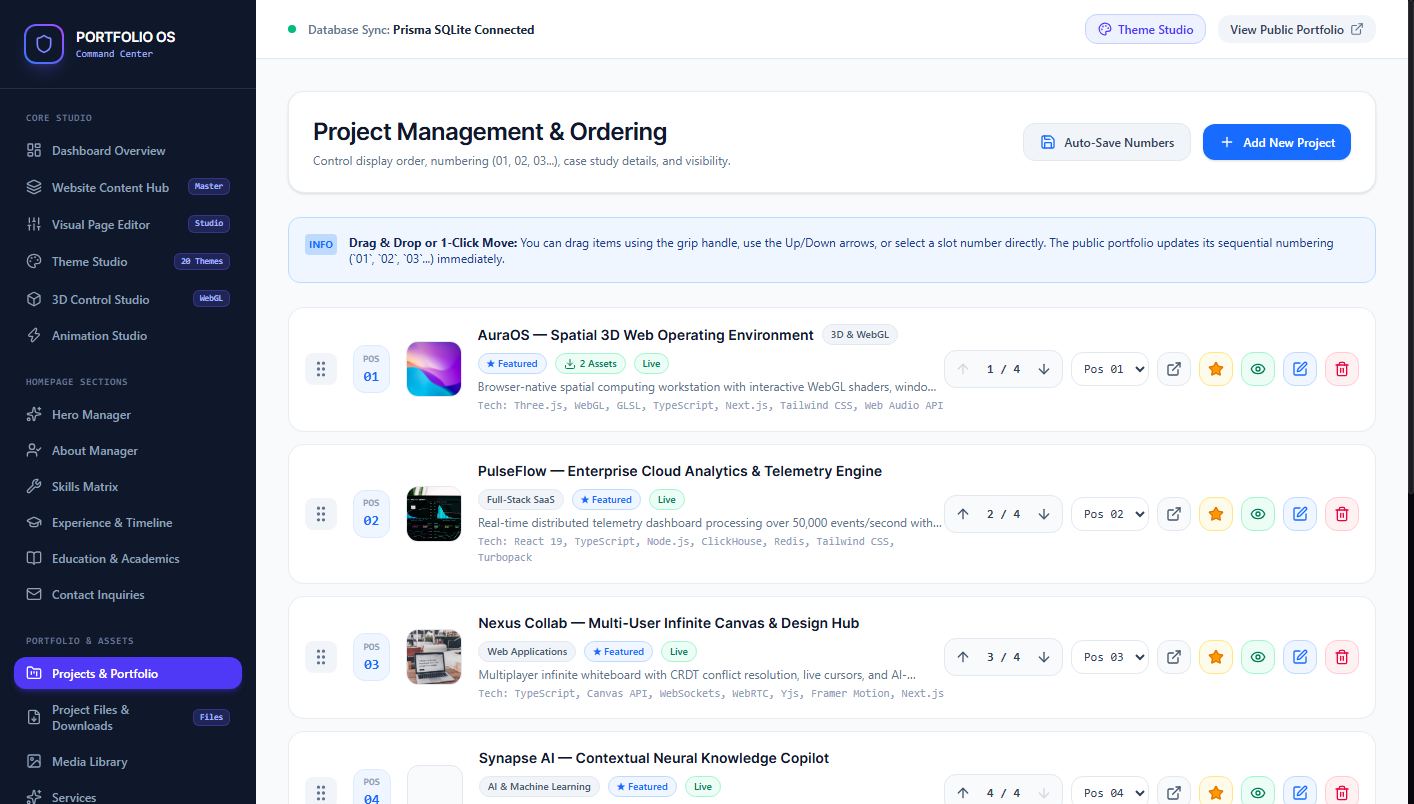 PORTFOLIO OS
Command Center
Database Sync: Prisma SQLite Connected
Theme Studio
View Public Portfolio
CORE STUDIO
Dashboard Overview
Website Content Hub Master
Visual Page Editor Studio
Theme Studio 20 Themes
3D Control Studio WebGL
Animation Studio
HOMEPAGE SECTIONS
Hero Manager
About Manager
Skills Matrix
Experience & Timeline
Education & Academics
Contact Inquiries
PORTFOLIO & ASSETS
Projects & Portfolio
Project Files &
Downloads
Files
Media Library
Services
Project Management & Ordering
Control display order, numbering (01, 02, 03...), case study details, and visibility.
Auto-Save Numbers
Add New Project
INFO
Drag & Drop or 1-Click Move: You can drag items using the grip handle, use the Up/Down arrows, or select a slot number directly. The public portfolio updates its sequential numbering
(`01`, `02`, `03`...) immediately.
POS
01
AuraOS — Spatial 3D Web Operating Environment 3D & WebGL
★ Featured 2 Assets Live
Browser-native spatial computing workstation with interactive WebGL shaders, windo...
Tech: Three.js, WebGL, GLSL, TypeScript, Next.js, Tailwind CSS, Web Audio API
1 / 4
Pos 01
POS
02
PulseFlow — Enterprise Cloud Analytics & Telemetry Engine
Full-Stack SaaS ★ Featured Live
Real-time distributed telemetry dashboard processing over 50,000 events/second with...
Tech: React 19, TypeScript, Node.js, ClickHouse, Redis, Tailwind CSS,
Turbopack
2 / 4
Pos 02
POS
03
Nexus Collab — Multi-User Infinite Canvas & Design Hub
Web Applications ★ Featured Live
Multiplayer infinite whiteboard with CRDT conflict resolution, live cursors, and AI-...
Tech: TypeScript, Canvas API, WebSockets, WebRTC, Yjs, Framer Motion, Next.js
3 / 4
Pos 03
POS
04
Synapse AI — Contextual Neural Knowledge Copilot
AI & Machine Learning ★ Featured Live
4 / 4
Pos 04